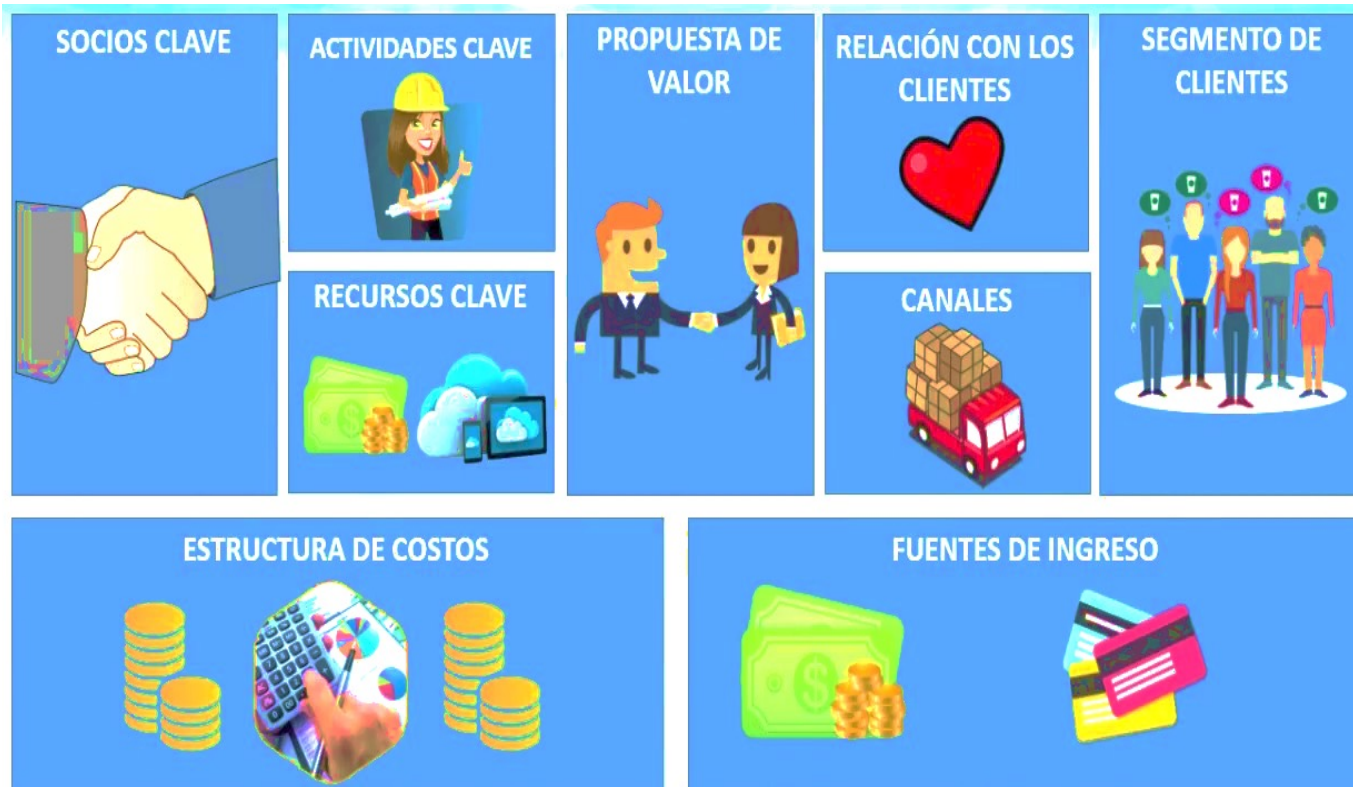 SOCIOS CLAVE
ACTIVIDADES CLAVE
RECURSOS CLAVE
PROPUESTA DE
VALOR
RELACIÓN CON LOS
CLIENTES
CANALES
SEGMENTO DE
CLIENTES
ESTRUCTURA DE COSTOS
FUENTES DE INGRESO